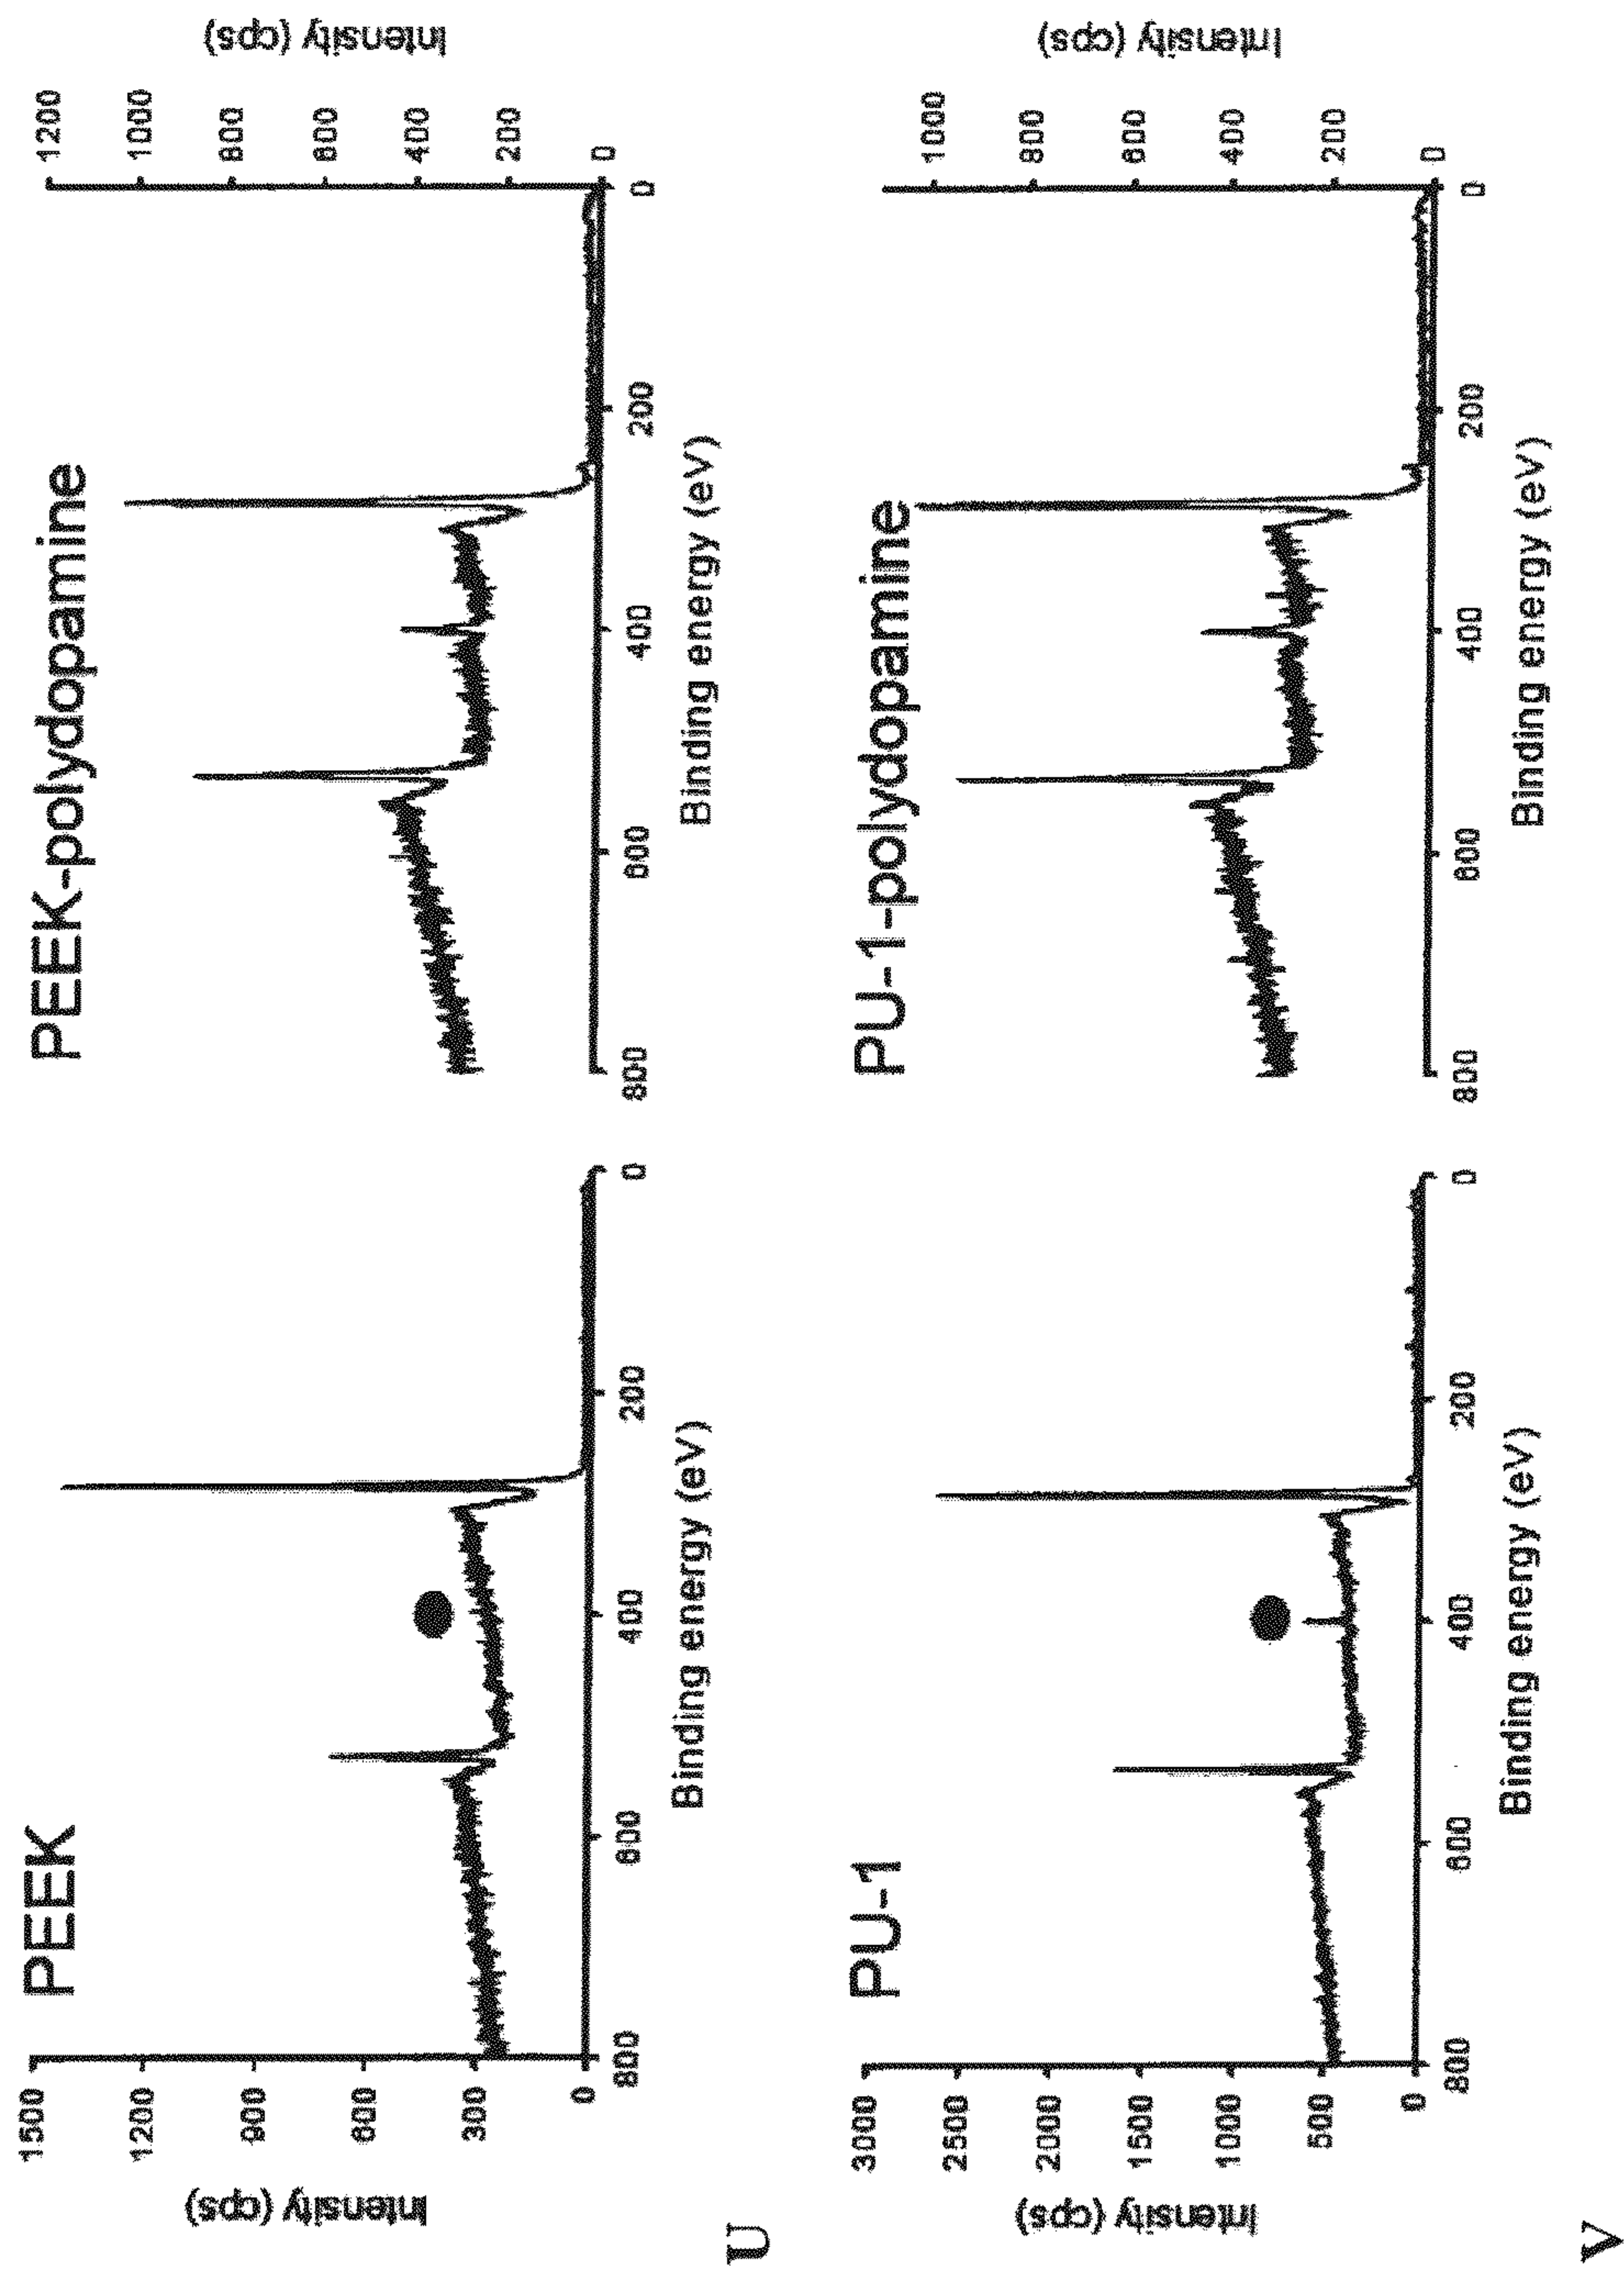 PEEK
Intensity (cps)
1500
1200
900
600
300
0
800 600 400 200 0
Binding energy (eV)
PEEK-polydopamine
1200
1000
800
600
400
200
0
Intensity (cps)
800 600 400 200 0
Binding energy (eV)
U
PU-1
Intensity (cps)
3000
2500
2000
1500
1000
500
0
800 600 400 200 0
Binding energy (eV)
PU-1-polydopamine
1000
800
600
400
200
0
Intensity (cps)
800 600 400 200 0
Binding energy (eV)
V